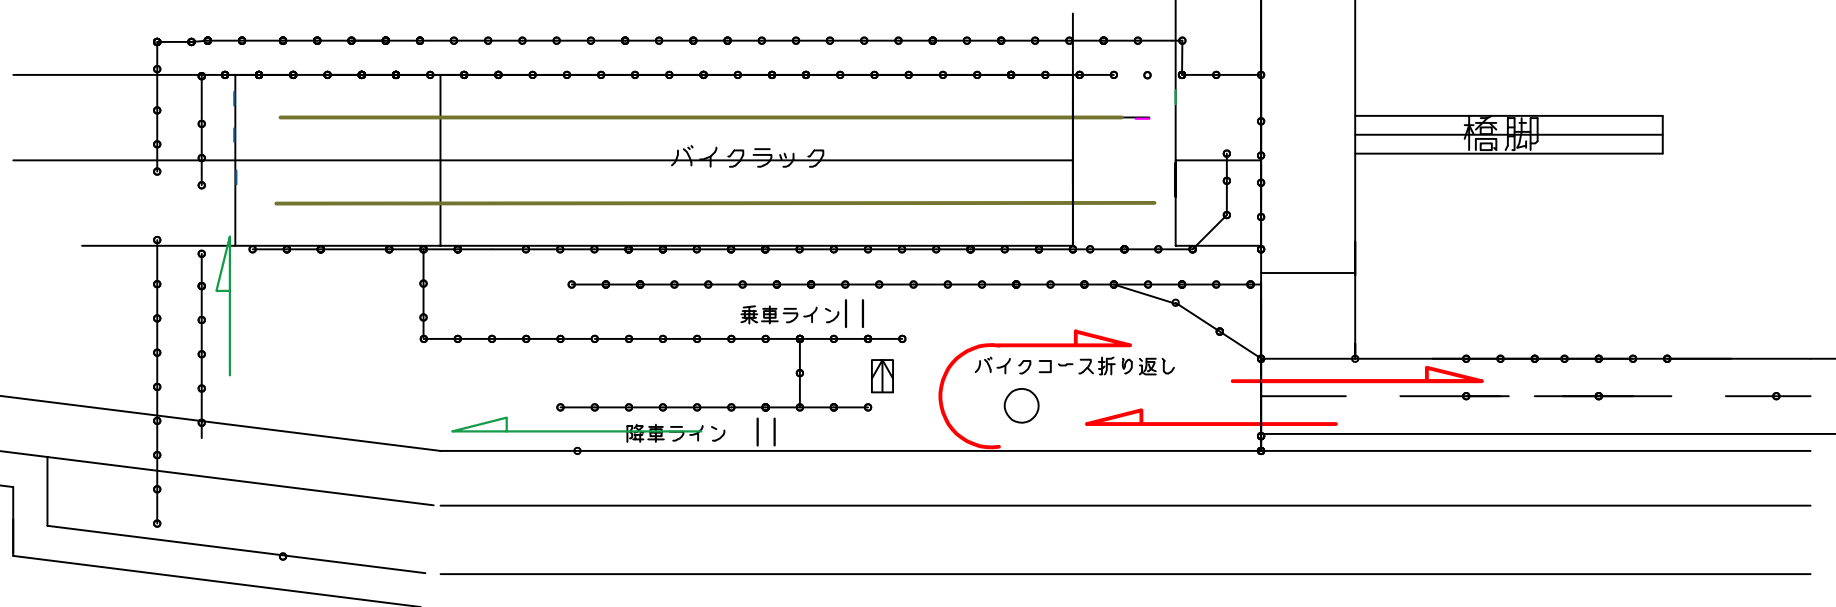 橋脚
バイクラック
乗車ライン
バイクコース折り返し
降車ライン